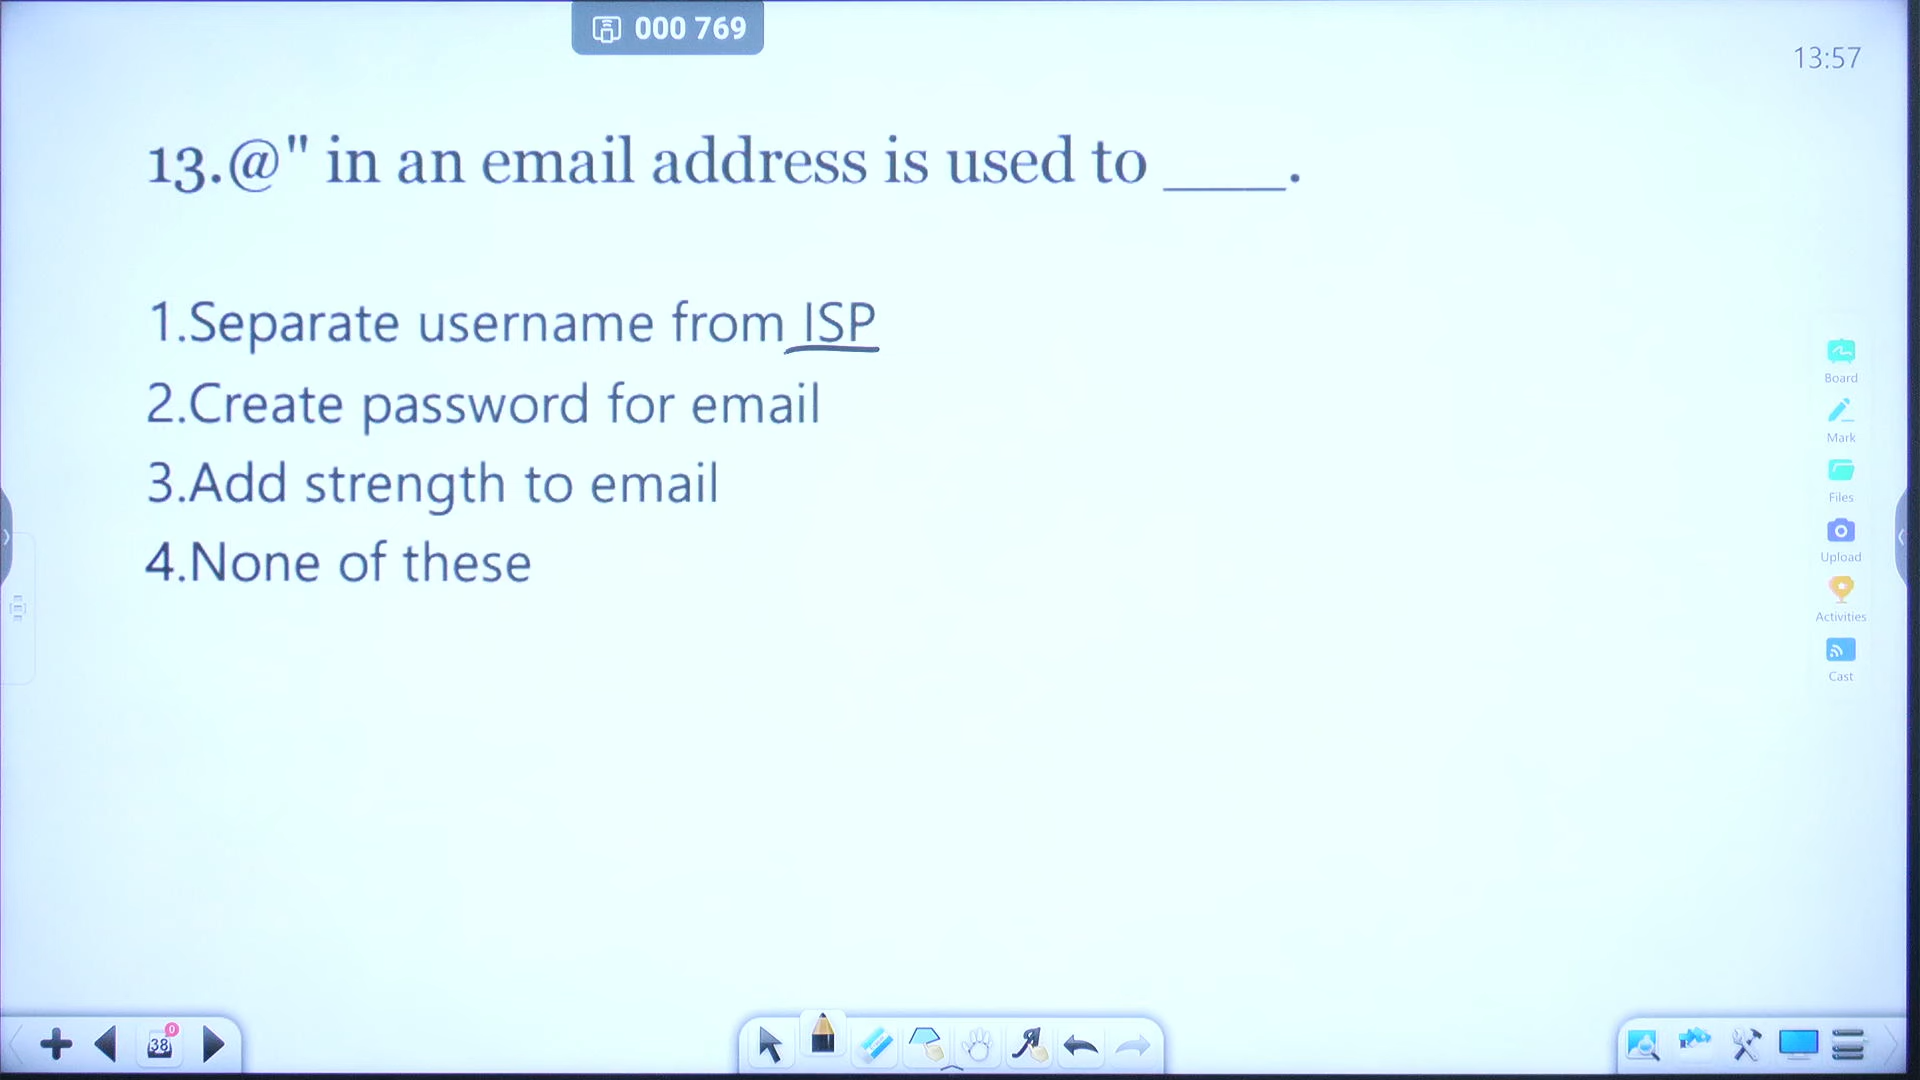 000 769
13:57
13.@" in an email address is used to ____.
1.Separate username from ISP
2.Create password for email
3.Add strength to email
4.None of these
Board
Mark
Files
Upload
Activities
Cast
38
0